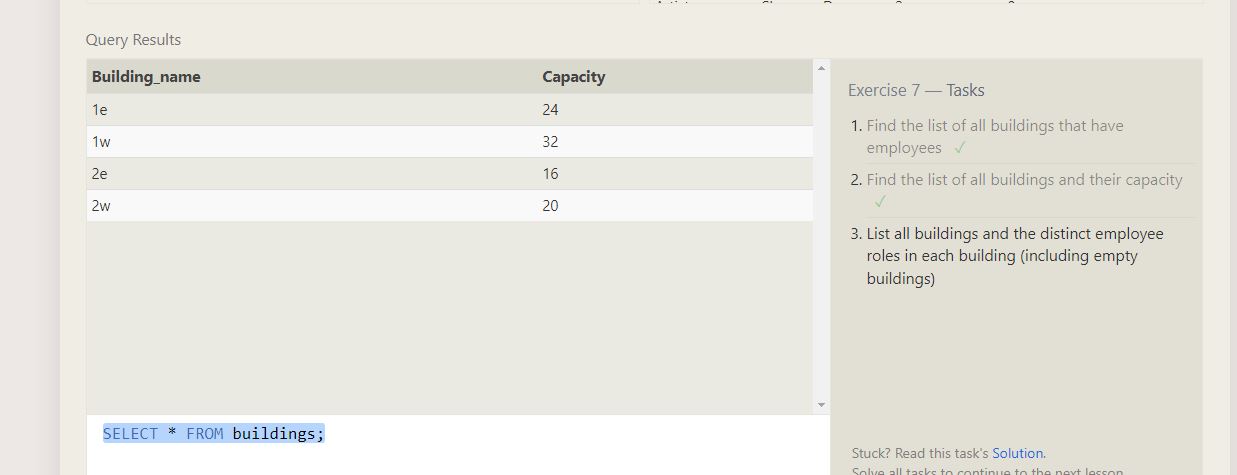 Query Results
Building_name Capacity
1e 24
1w 32
2e 16
2w 20
SELECT * FROM buildings;
Exercise 7 — Tasks
1. Find the list of all buildings that have
employees ✓
2. Find the list of all buildings and their capacity
✓
3. List all buildings and the distinct employee
roles in each building (including empty
buildings)
Stuck? Read this task's Solution.
Solve all tasks to continue to the next lesson.